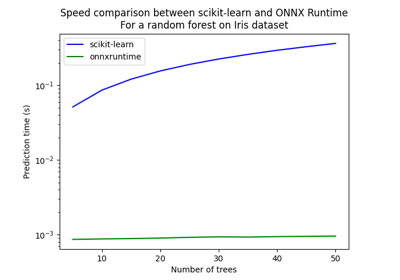 Speed comparison between scikit-learn and ONNX Runtime
For a random forest on Iris dataset
scikit-learn
onnxruntime
10⁻¹
10⁻²
10⁻³
Prediction time (s)
10 20 30 40 50
Number of trees